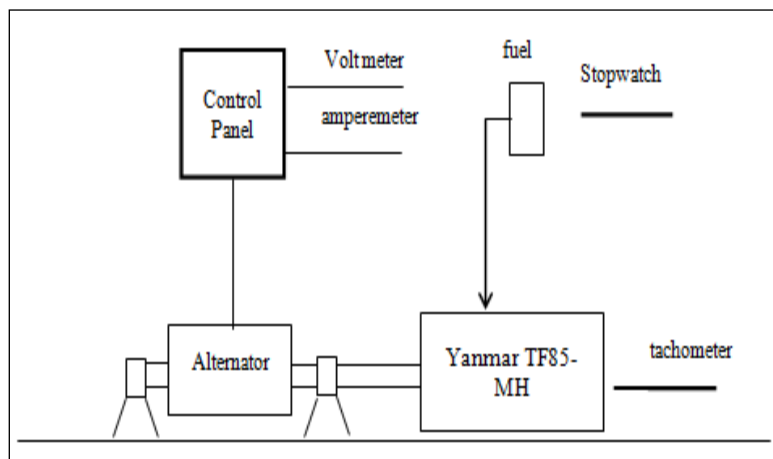 Volt meter
fuel
Stopwatch
Control
Panel
amperemeter
Alternator
Yanmar TF85-
MH
tachometer